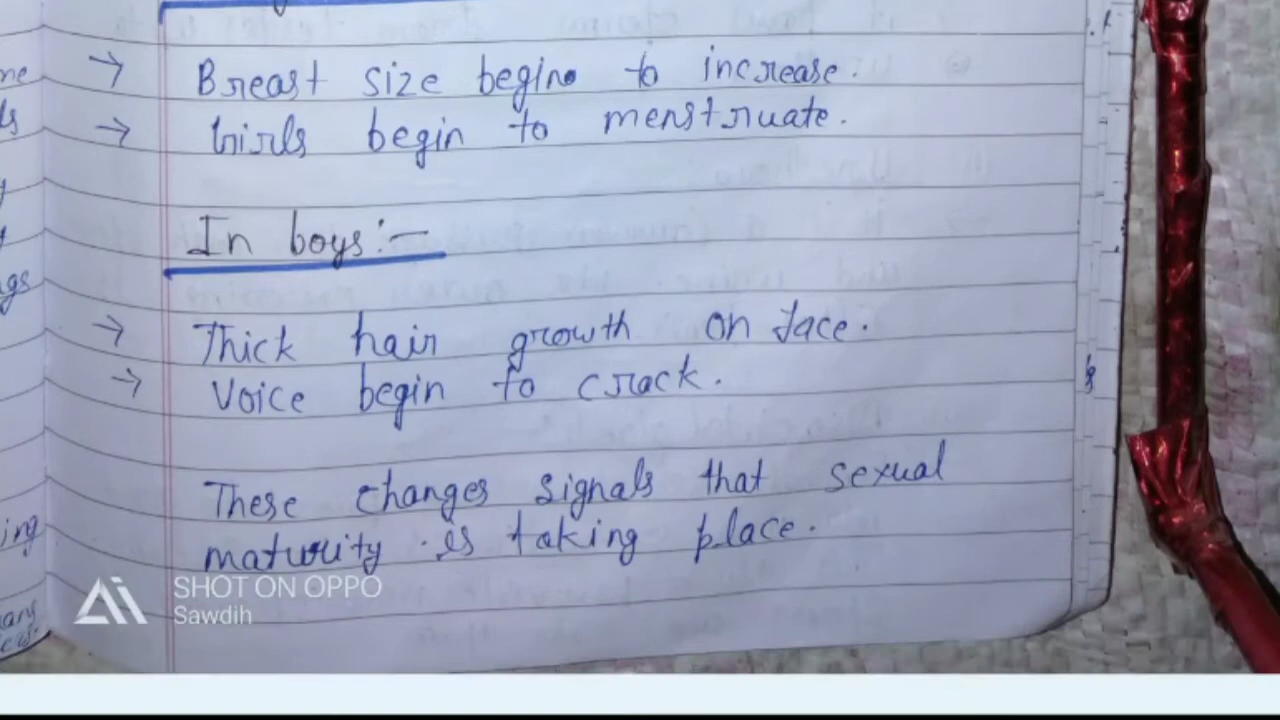 → Breast size begins to increase.
→ Girls begin to menstruate.
In boys:-
→ Thick hair growth on face.
→ Voice begin to crack.
These changes signals that sexual
maturity is taking place.
SHOT ON OPPO
Sawdih